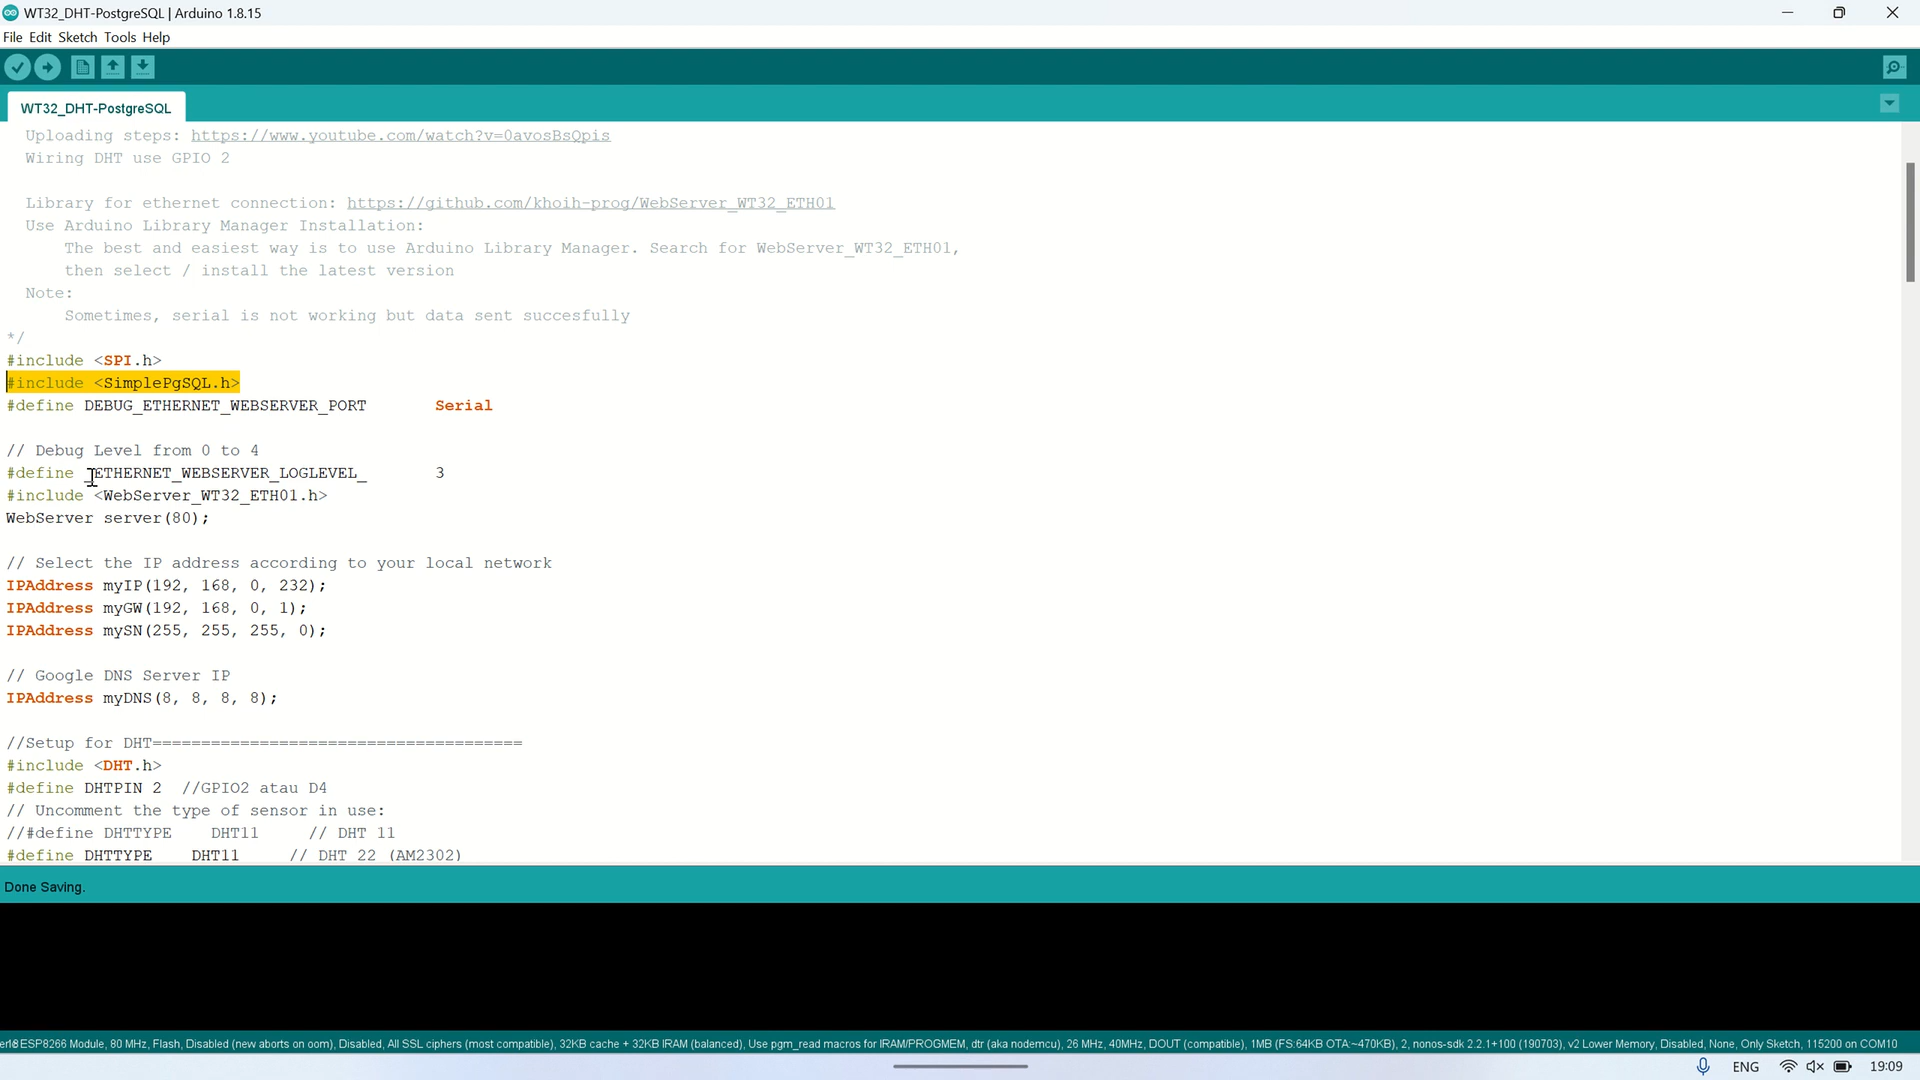 WT32_DHT-PostgreSQL | Arduino 1.8.15
File Edit Sketch Tools Help
WT32_DHT-PostgreSQL
Uploading steps: https://www.youtube.com/watch?v=0avosBsQpis
Wiring DHT use GPIO 2
Library for ethernet connection: https://github.com/khoih-prog/WebServer_WT32_ETH01
Use Arduino Library Manager Installation:
The best and easiest way is to use Arduino Library Manager. Search for WebServer_WT32_ETH01,
then select / install the latest version
Note:
Sometimes, serial is not working but data sent succesfully
*/
#include <SPI.h>
#include <SimplePgSQL.h>
#define DEBUG_ETHERNET_WEBSERVER_PORT Serial
// Debug Level from 0 to 4
#define _ETHERNET_WEBSERVER_LOGLEVEL_ 3
#include <WebServer_WT32_ETH01.h>
WebServer server(80);
// Select the IP address according to your local network
IPAddress myIP(192, 168, 0, 232);
IPAddress myGW(192, 168, 0, 1);
IPAddress mySN(255, 255, 255, 0);
// Google DNS Server IP
IPAddress myDNS(8, 8, 8, 8);
//Setup for DHT======================================
#include <DHT.h>
#define DHTPIN 2 //GPIO2 atau D4
// Uncomment the type of sensor in use:
//#define DHTTYPE DHT11 // DHT 11
#define DHTTYPE DHT11 // DHT 22 (AM2302)
Done Saving.
ESP8266 Module, 80 MHz, Flash, Disabled (new aborts on oom), Disabled, All SSL ciphers (most compatible), 32KB cache + 32KB IRAM (balanced), Use pgm_read macros for IRAM/PROGMEM, dtr (aka nodemcu), 26 MHz, 40MHz, DOUT (compatible), 1MB (FS:64KB OTA:~470KB), 2, nonos-sdk 2.2.1+100 (190703), v2 Lower Memory, Disabled, None, Only Sketch, 115200 on COM10
ENG 19:09